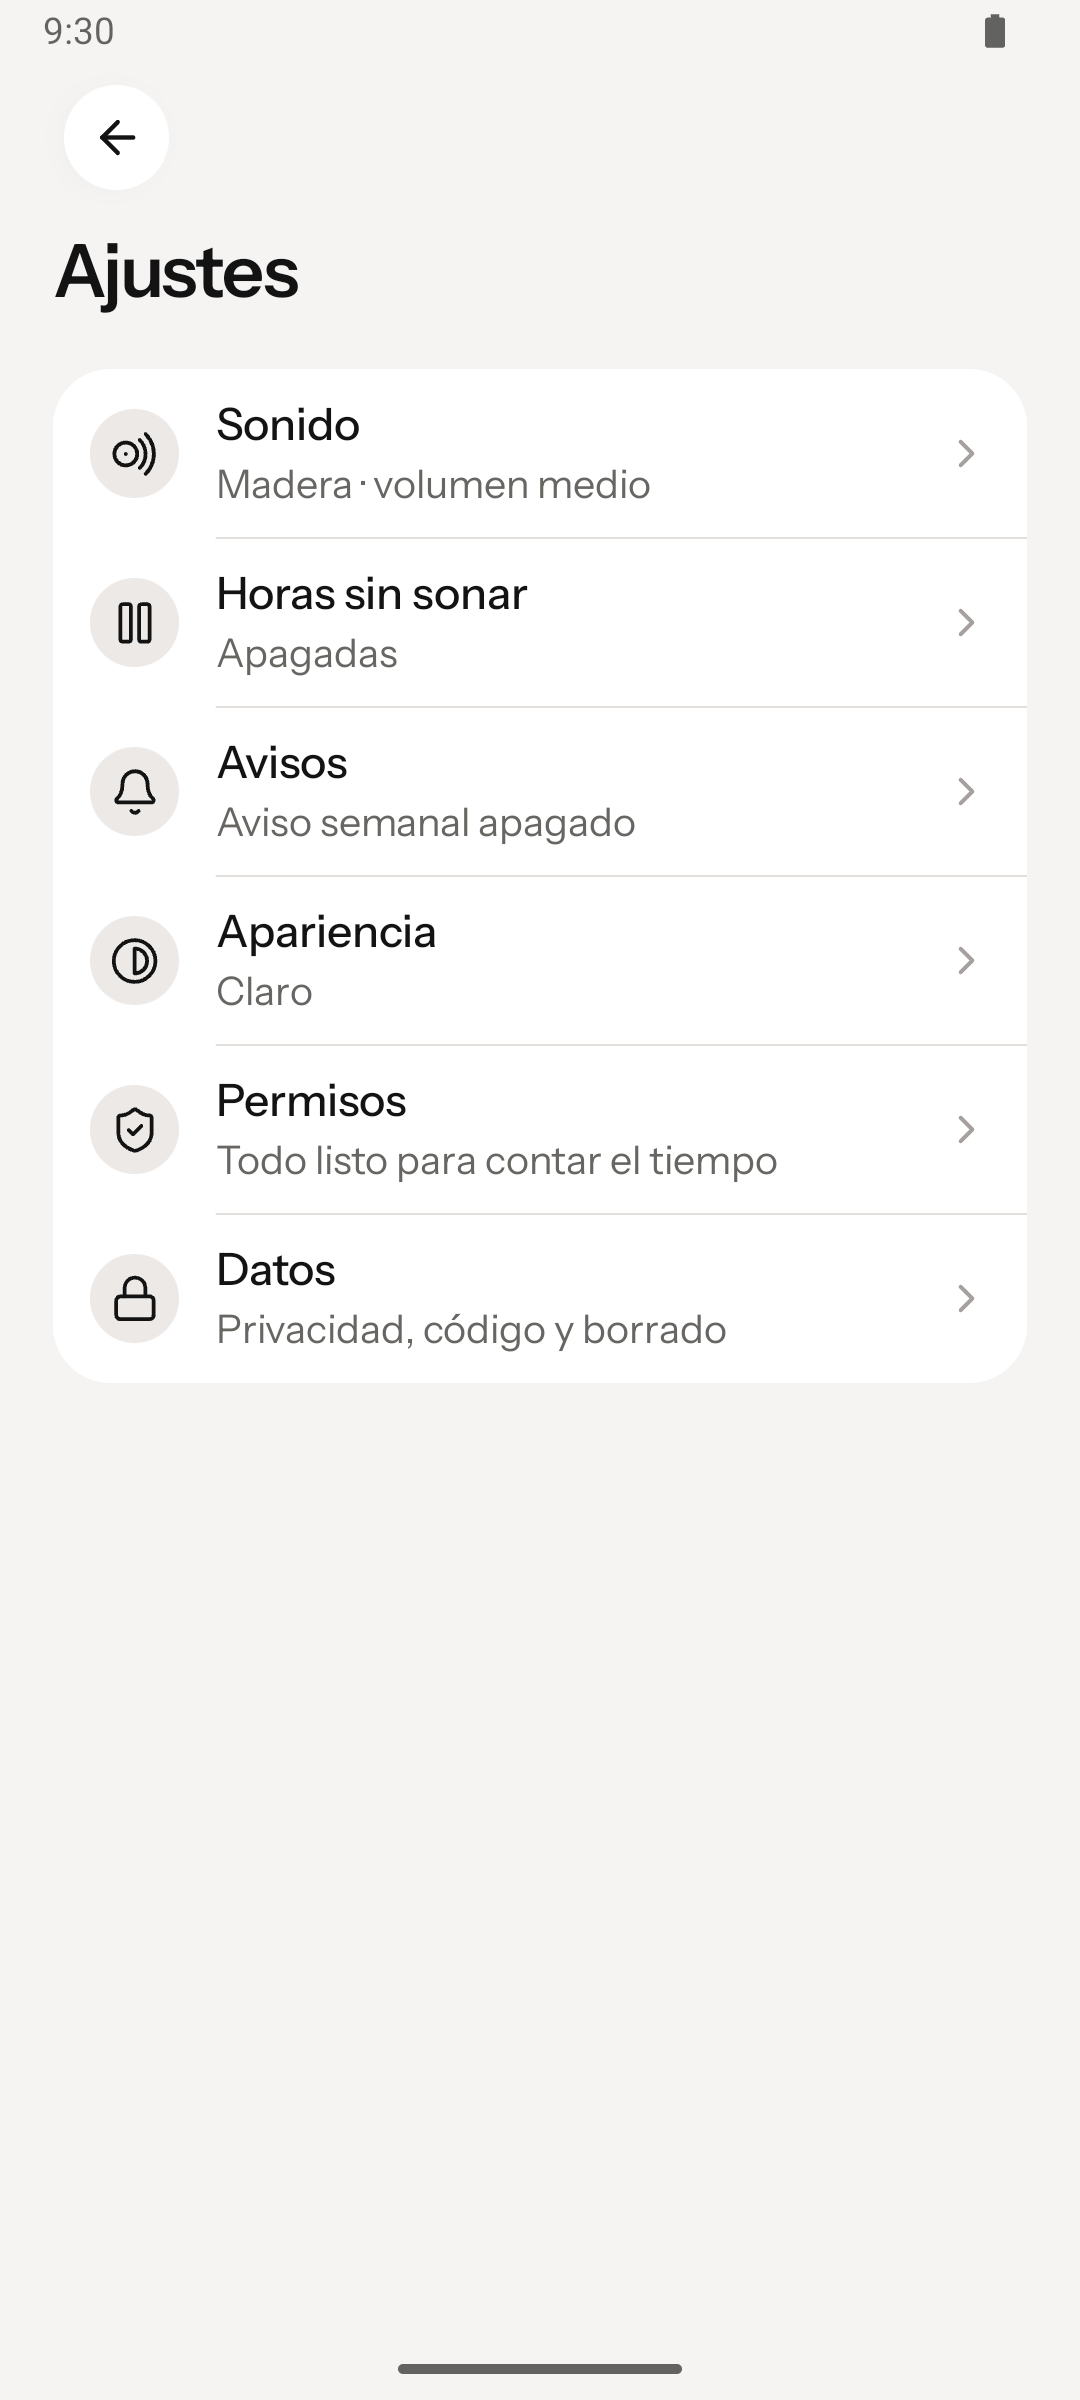 9:30
Ajustes
Sonido
Madera · volumen medio
Horas sin sonar
Apagadas
Avisos
Aviso semanal apagado
Apariencia
Claro
Permisos
Todo listo para contar el tiempo
Datos
Privacidad, código y borrado